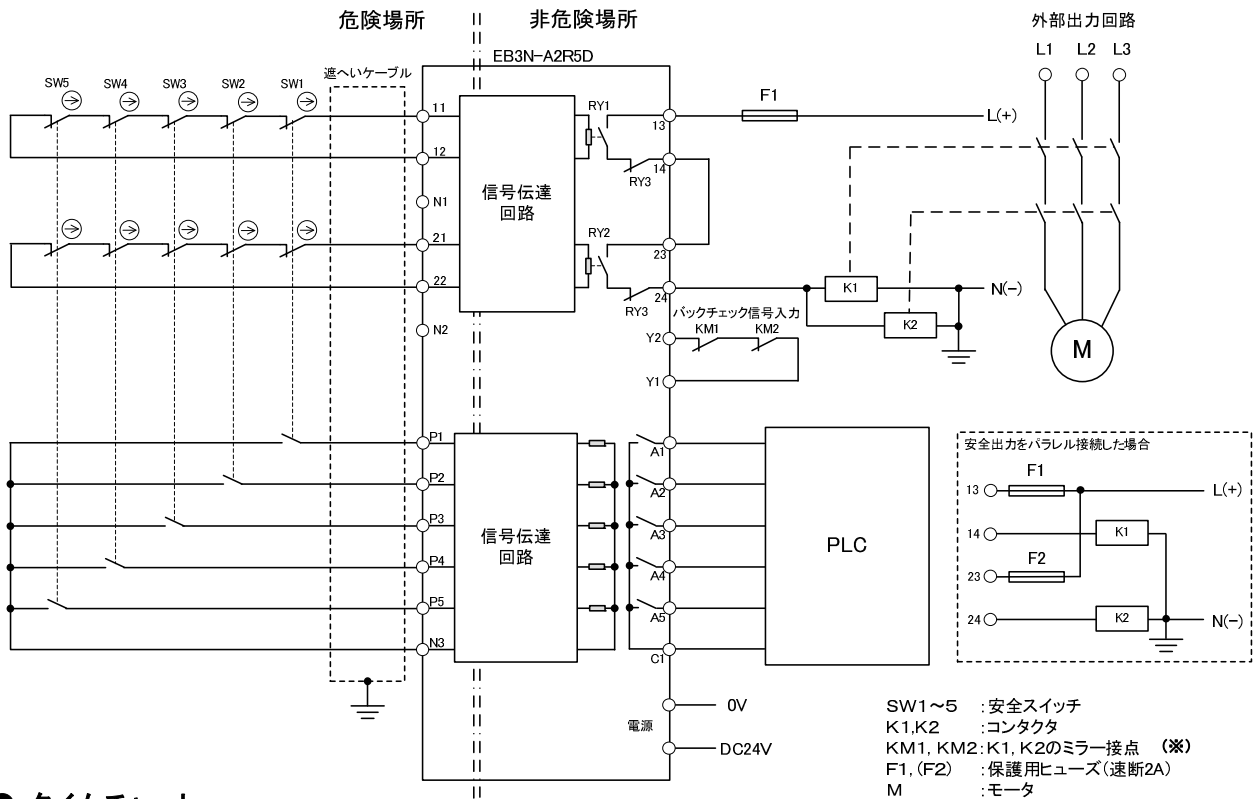 危険場所
非危険場所
外部出力回路
L1
L2
L3
EB3N-A2R5D
遮へいケーブル
SW5
SW4
SW3
SW2
SW1
11
12
N1
21
22
N2
信号伝達
回路
RY1
RY3
RY2
RY3
13
14
23
24
F1
L(+)
K1
K2
N(-)
M
バックチェック信号入力
KM1
KM2
Y2
Y1
P1
P2
P3
P4
P5
N3
信号伝達
回路
A1
A2
A3
A4
A5
C1
PLC
電源
0V
DC24V
安全出力をパラレル接続した場合
F1
13
L(+)
14
K1
F2
23
24
K2
N(-)
SW1～5 :安全スイッチ
K1,K2 :コンタクタ
KM1, KM2:K1, K2のミラー接点 (※)
F1, (F2) :保護用ヒューズ(速断2A)
M :モータ